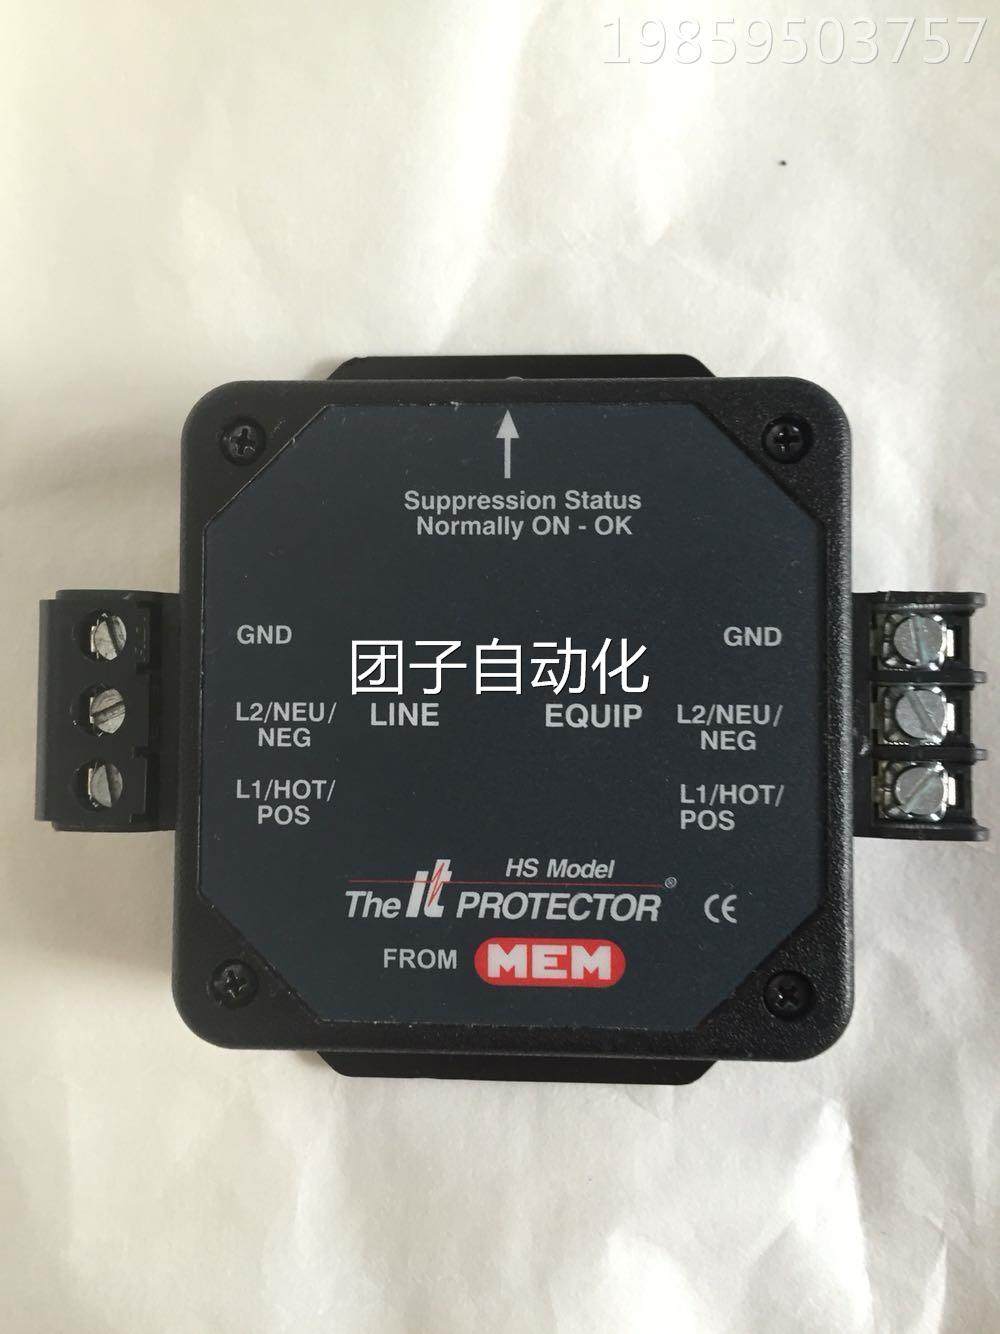 19859503757
Suppression Status
Normally ON - OK
GND
GND
团子自动化
L2/NEU/
NEG
LINE
EQUIP
L2/NEU/
NEG
L1/HOT/
POS
L1/HOT/
POS
HS Model
The It PROTECTOR ®
CE
FROM MEM